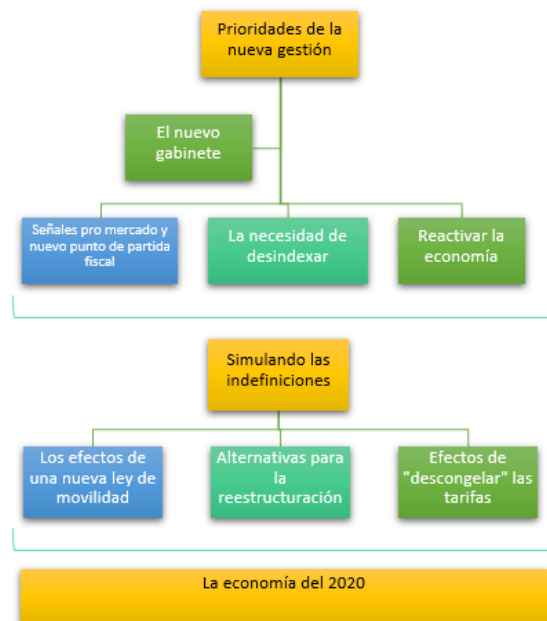 Prioridades de la
nueva gestión
El nuevo
gabinete
Señales pro mercado y
nuevo punto de partida
fiscal
La necesidad de
desindexar
Reactivar la
economía
Simulando las
indefiniciones
Los efectos de
una nueva ley de
movilidad
Alternativas para
la
reestructuración
Efectos de
"descongelar" las
tarifas
La economía del 2020